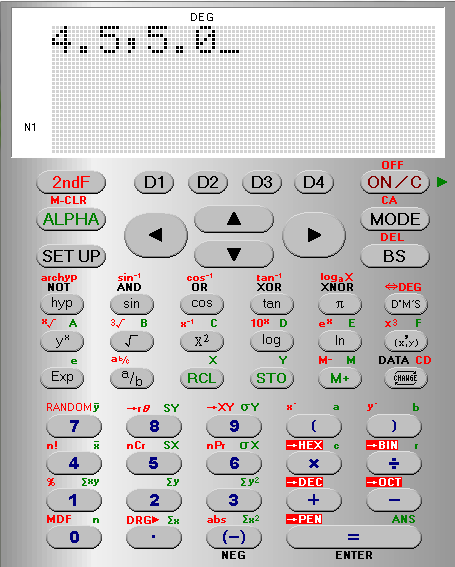 DEG
4.5,5.0_
N1
OFF
2ndF D1 D2 D3 D4 ON/C
M-CLR CA
ALPHA MODE
DEL
SET UP BS
archyp sin⁻¹ cos⁻¹ tan⁻¹ logₐX ⇔DEG
NOT AND OR XOR XNOR
hyp sin cos tan π D°M'S
ˣ√ A ³√ B x⁻¹ C 10ˣ D eˣ E x³ F
yˣ √ X² log ln (x,y)
e aᵇ/c X Y M- M DATA CD
Exp a/b RCL STO M+ CHANGE
RANDOM ȳ →rθ SY →XY σY x´ a y´ b
7 8 9 ( )
n! x̄ nCr SX nPr σX →HEX c →BIN r
4 5 6 × ÷
% Σxy Σy Σy² →DEC →OCT
1 2 3 + −
MDF n DRG▶ Σx abs Σx² →PEN ANS
0 · (−) =
NEG ENTER